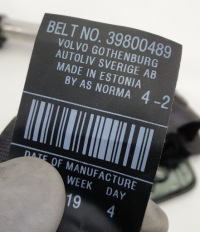 BELT NO. 39800489
VOLVO GOTHENBURG
AUTOLIV SVERIGE AB
MADE IN ESTONIA
BY AS NORMA 4-2
DATE OF MANUFACTURE
WEEK DAY
19 4